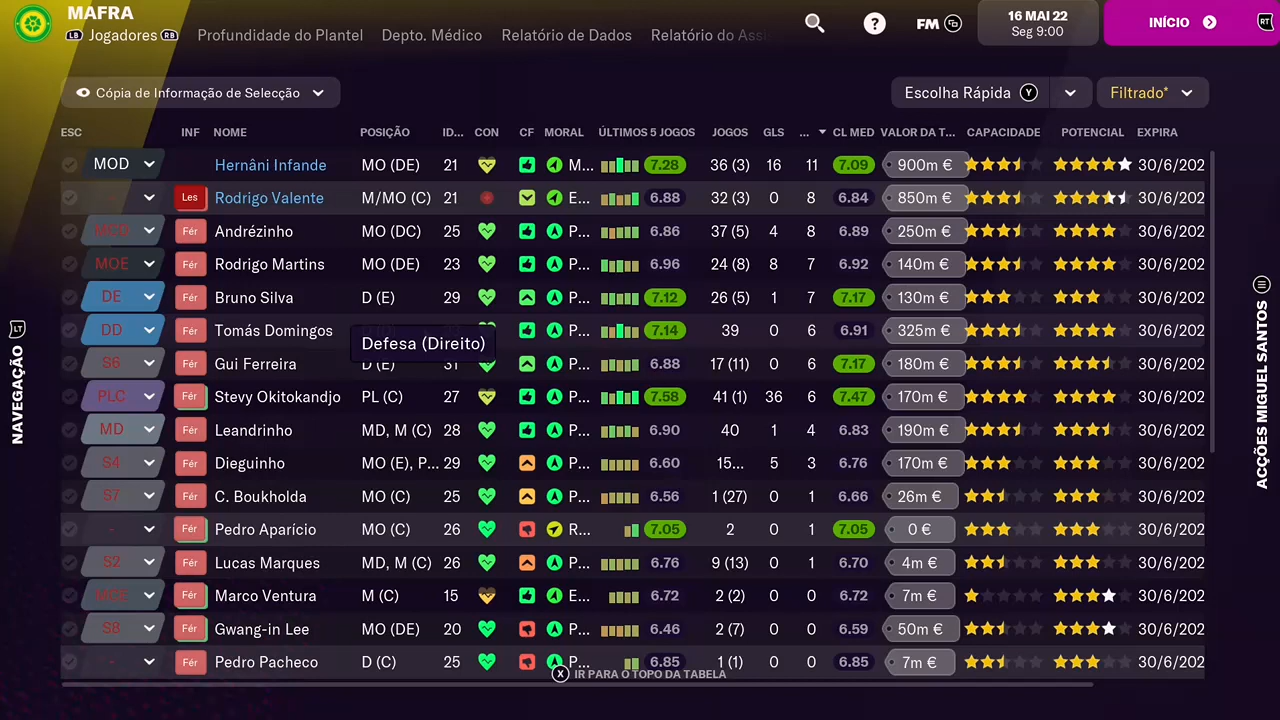 MAFRA
LB Jogadores RB Profundidade do Plantel Depto. Médico Relatório de Dados Relatório do Assi
? FM 16 MAI 22 Seg 9:00 INÍCIO RT
Cópia de Informação de Selecção Escolha Rápida Y Filtrado*
ESC INF NOME POSIÇÃO ID... CON CF MORAL ÚLTIMOS 5 JOGOS JOGOS GLS ... CL MED VALOR DA T... CAPACIDADE POTENCIAL EXPIRA
MOD Hernâni Infande MO (DE) 21 M... 7.28 36 (3) 16 11 7.09 900m € 30/6/202
- Les Rodrigo Valente M/MO (C) 21 E... 6.88 32 (3) 0 8 6.84 850m € 30/6/202
MCD Fér Andrézinho MO (DC) 25 P... 6.86 37 (5) 4 8 6.89 250m € 30/6/202
MOE Fér Rodrigo Martins MO (DE) 23 P... 6.96 24 (8) 8 7 6.92 140m € 30/6/202
DE Fér Bruno Silva D (E) 29 P... 7.12 26 (5) 1 7 7.17 130m € 30/6/202
DD Fér Tomás Domingos P... 7.14 39 0 6 6.91 325m € 30/6/202
Defesa (Direito)
S6 Fér Gui Ferreira D (E) 31 P... 6.88 17 (11) 0 6 7.17 180m € 30/6/202
PLC Fér Stevy Okitokandjo PL (C) 27 P... 7.58 41 (1) 36 6 7.47 170m € 30/6/202
MD Fér Leandrinho MD, M (C) 28 P... 6.90 40 1 4 6.83 190m € 30/6/202
S4 Fér Dieguinho MO (E), P... 29 P... 6.60 15... 5 3 6.76 170m € 30/6/202
S7 Fér C. Boukholda MO (C) 25 P... 6.56 1 (27) 0 1 6.66 26m € 30/6/202
- Fér Pedro Aparício MO (C) 26 R... 7.05 2 0 1 7.05 0 € 30/6/202
S2 Fér Lucas Marques MD, M (C) 26 P... 6.76 9 (13) 0 1 6.70 4m € 30/6/202
MCE Fér Marco Ventura M (C) 15 E... 6.72 2 (2) 0 0 6.72 7m € 30/6/202
S8 Fér Gwang-in Lee MO (DE) 20 P... 6.46 2 (7) 0 0 6.59 50m € 30/6/202
- Fér Pedro Pacheco D (C) 25 P... 6.85 1 (1) 0 0 6.85 7m € 30/6/202
X IR PARA O TOPO DA TABELA
LT NAVEGAÇÃO
ACÇÕES MIGUEL SANTOS